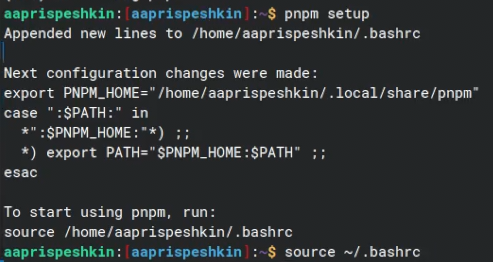 aaprispeshkin:[aaprispeshkin]:~$ pnpm setup
Appended new lines to /home/aaprispeshkin/.bashrc
Next configuration changes were made:
export PNPM_HOME="/home/aaprispeshkin/.local/share/pnpm"
case ":$PATH:" in
  *":$PNPM_HOME:"*) ;;
  *) export PATH="$PNPM_HOME:$PATH" ;;
esac
To start using pnpm, run:
source /home/aaprispeshkin/.bashrc
aaprispeshkin:[aaprispeshkin]:~$ source ~/.bashrc